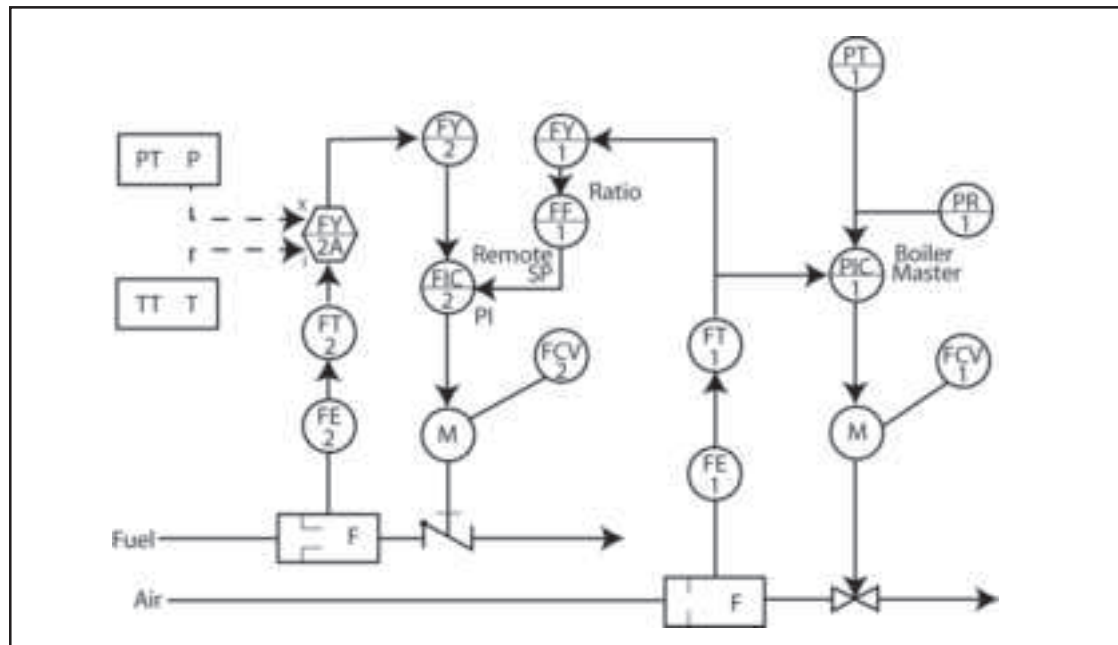 PT
1
FY
2
FY
1
PT P
Ratio
x
FY
2A
FF
1
PR
1
Remote
SP
FIC
2
PI
PIC
1
Boiler
Master
TT T
FT
2
FCV
2
FT
1
FCV
1
FE
2
M
M
FE
1
Fuel
F
Air
F